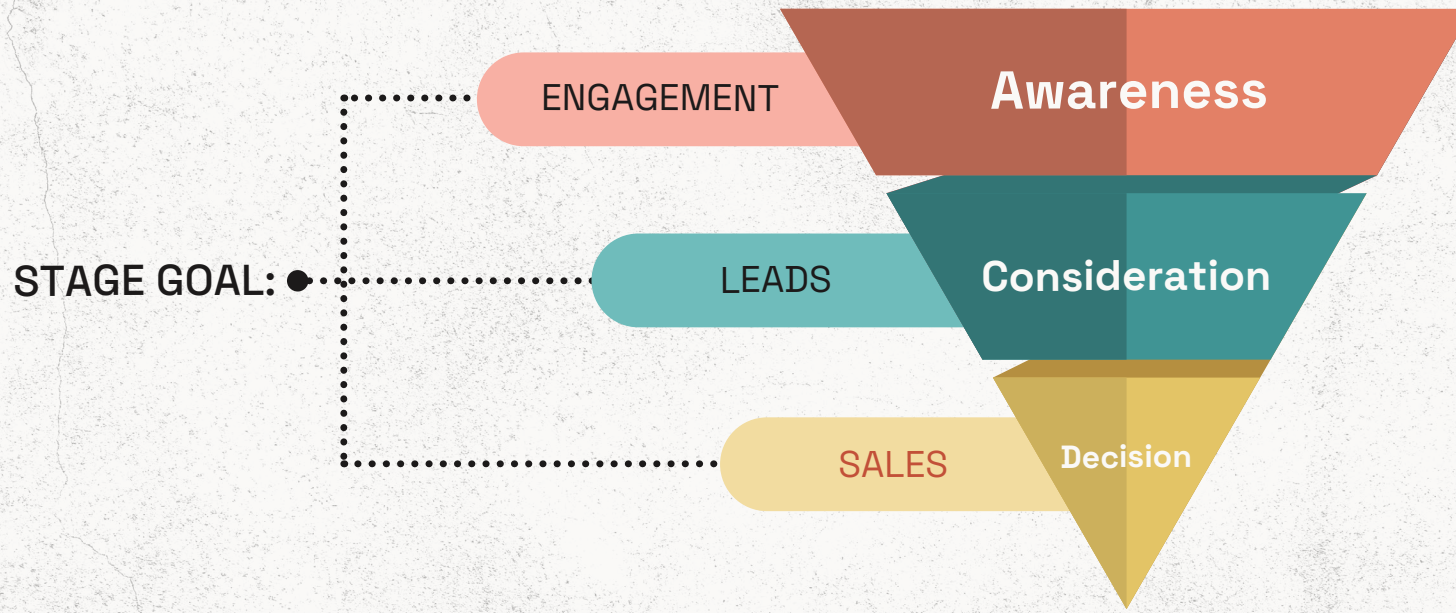 ENGAGEMENT
Awareness
STAGE GOAL:
LEADS
Consideration
SALES
Decision